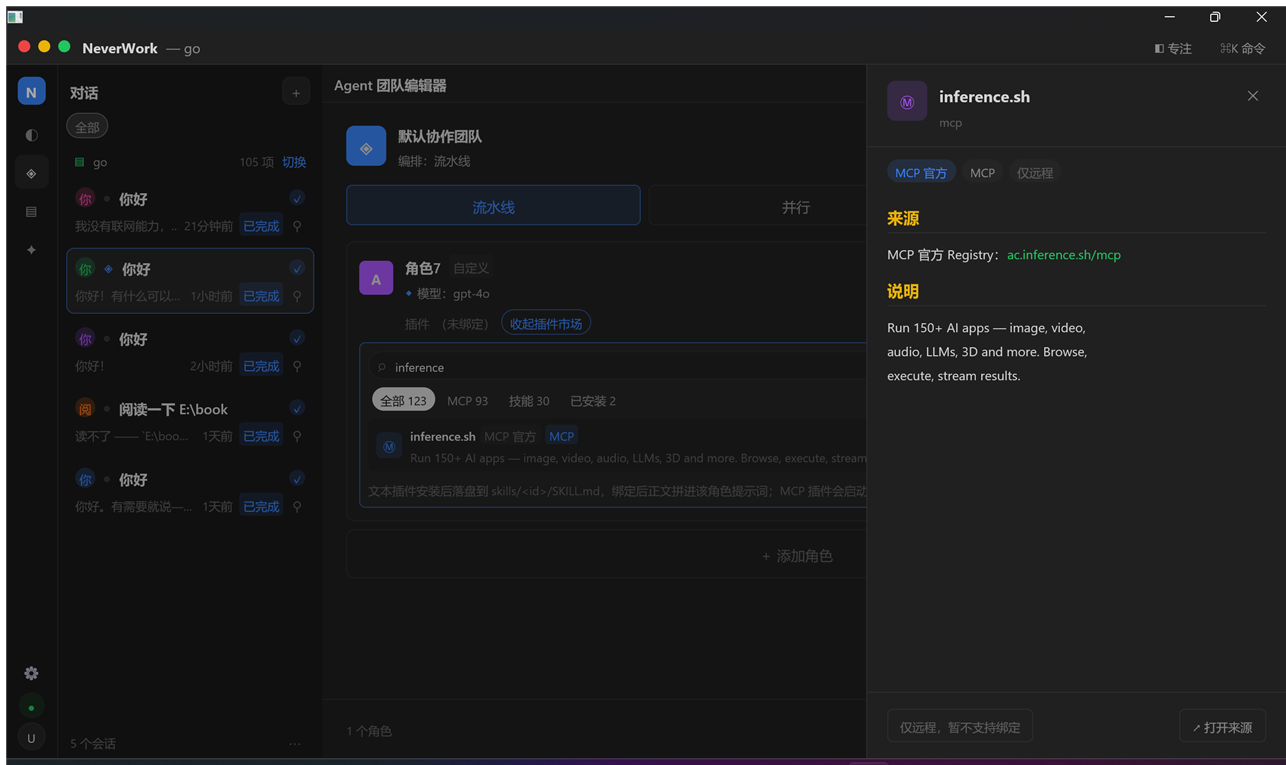 NeverWork — go
专注
⌘K 命令
N
对话
+
全部
go
105 项
切换
你
你好
我没有联网能力，...
21分钟前
已完成
你
你好
你好！有什么可以...
1小时前
已完成
你
你好
你好！
2小时前
已完成
阅
阅读一下 E:\book
读不了 —— `E:\boo...
1天前
已完成
你
你好
你好。有需要就说—...
1天前
已完成
U
5 个会话
...
Agent 团队编辑器
默认协作团队
编排：流水线
流水线
并行
A
角色7
自定义
模型：gpt-4o
插件
（未绑定）
收起插件市场
inference
全部 123
MCP 93
技能 30
已安装 2
M
inference.sh
MCP 官方
MCP
Run 150+ AI apps — image, video, audio, LLMs, 3D and more. Browse, execute, stream
文本插件安装后落盘到 skills/<id>/SKILL.md，绑定后正文拼进该角色提示词；MCP 插件会启动
+ 添加角色
1 个角色
M
inference.sh
mcp
MCP 官方
MCP
仅远程
来源
MCP 官方 Registry：ac.inference.sh/mcp
说明
Run 150+ AI apps — image, video,
audio, LLMs, 3D and more. Browse,
execute, stream results.
仅远程，暂不支持绑定
↗ 打开来源